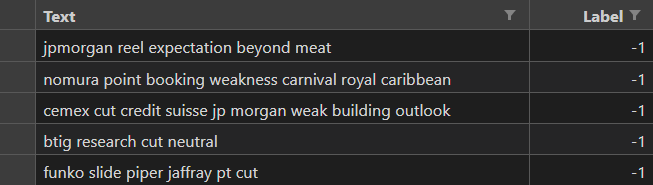 Text Label
jpmorgan reel expectation beyond meat -1
nomura point booking weakness carnival royal caribbean -1
cemex cut credit suisse jp morgan weak building outlook -1
btig research cut neutral -1
funko slide piper jaffray pt cut -1